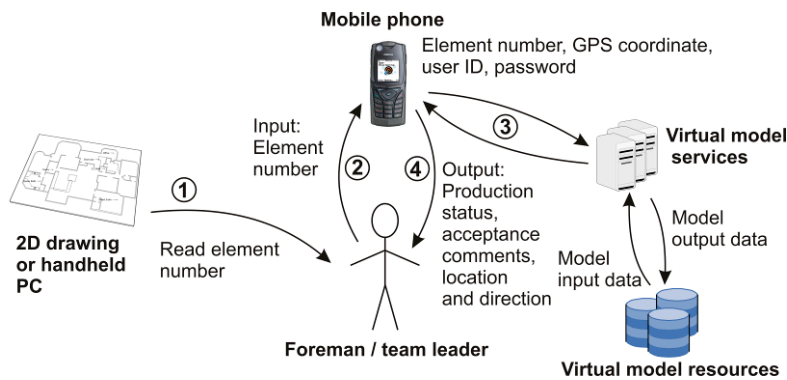 Mobile phone
Element number, GPS coordinate,
user ID, password
Input:
Element
number
3
Virtual model
services
1
2
4
Output:
Production
status,
acceptance
comments,
location
and direction
2D drawing
or handheld
PC
Read element
number
Model
output data
Model
input data
Foreman / team leader
Virtual model resources